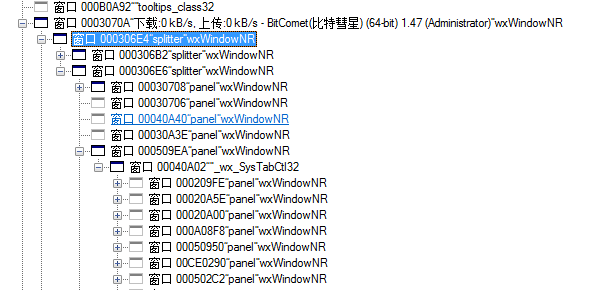 窗口 000B0A92""tooltips_class32
窗口 0003070A"下载:0 kB/s, 上传:0 kB/s - BitComet(比特彗星) (64-bit) 1.47 (Administrator)"wxWindowNR
窗口 000306E4"splitter"wxWindowNR
窗口 000306B2"splitter"wxWindowNR
窗口 000306E6"splitter"wxWindowNR
窗口 00030708"panel"wxWindowNR
窗口 00030706"panel"wxWindowNR
窗口 00040A40"panel"wxWindowNR
窗口 00030A3E"panel"wxWindowNR
窗口 000509EA"panel"wxWindowNR
窗口 00040A02""_wx_SysTabCtl32
窗口 000209FE"panel"wxWindowNR
窗口 00020A5E"panel"wxWindowNR
窗口 00020A00"panel"wxWindowNR
窗口 000A08F8"panel"wxWindowNR
窗口 00050950"panel"wxWindowNR
窗口 00CE0290"panel"wxWindowNR
窗口 000502C2"panel"wxWindowNR